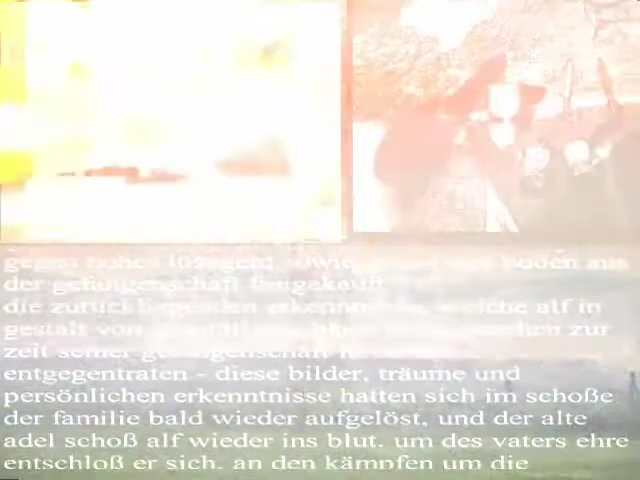 gegen hohes lösegeld sowie boden aus
der gefangenschaft freigekauft
die zurückliegenden welche alf in
gestalt von zur
zeit seiner gefangenschaft
entgegentraten - diese bilder, träume und
persönlichen erkenntnisse hatten sich im schoße
der familie bald wieder aufgelöst, und der alte
adel schoß alf wieder ins blut. um des vaters ehre
entschloß er sich. an den kämpfen um die